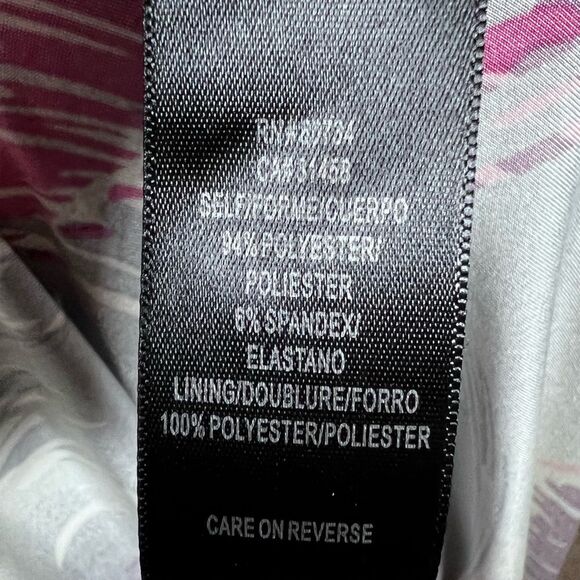 CA#31458
SELF/FORME/CUERPO
94% POLYESTER/
POLIESTER
6% SPANDEX/
ELASTANO
LINING/DOUBLURE/FORRO
100% POLYESTER/POLIESTER
CARE ON REVERSE